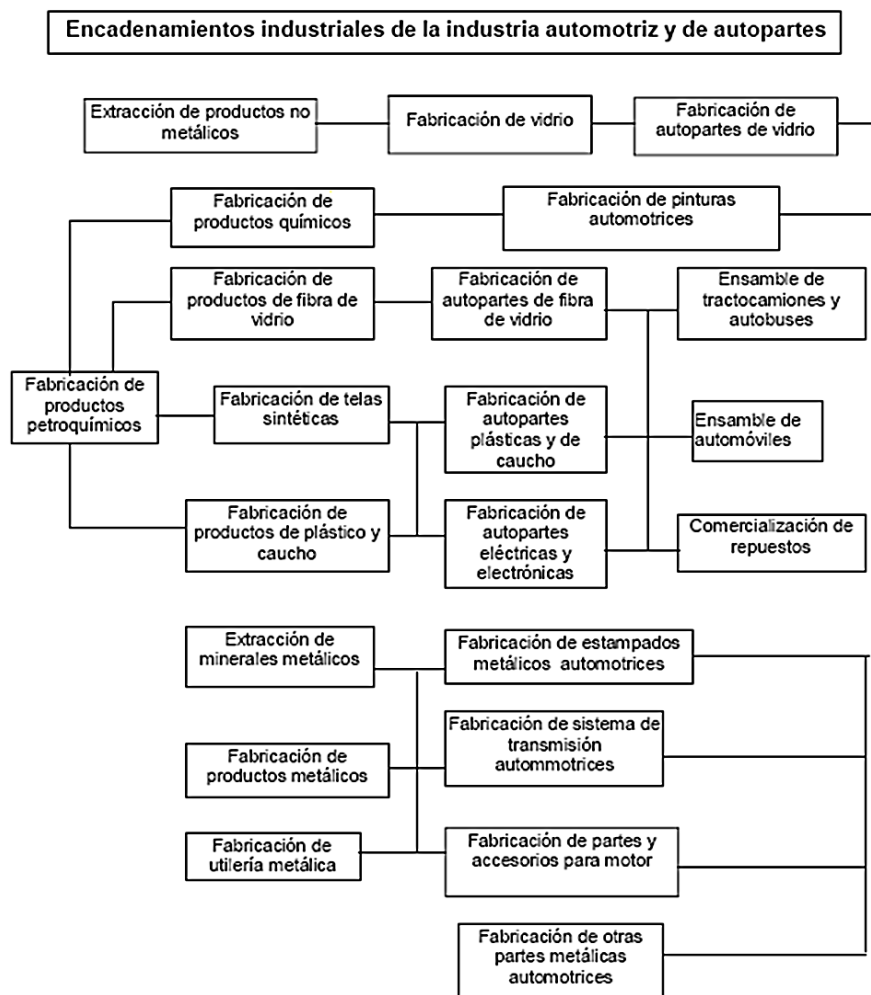 Encadenamientos industriales de la industria automotriz y de autopartes
Extracción de productos no
metálicos
Fabricación de vidrio
Fabricación de
autopartes de vidrio
Fabricación de
productos químicos
Fabricación de pinturas
automotrices
Fabricación de
productos de fibra de
vidrio
Fabricación de
autopartes de fibra
de vidrio
Ensamble de
tractocamiones y
autobuses
Fabricación de
productos
petroquímicos
Fabricación de telas
sintéticas
Fabricación de
autopartes
plásticas y de
caucho
Ensamble de
automóviles
Fabricación de
productos de plástico y
caucho
Fabricación de
autopartes
eléctricas y
electrónicas
Comercialización de
repuestos
Extracción de
minerales metálicos
Fabricación de estampados
metálicos automotrices
Fabricación de
productos metálicos
Fabricación de sistema de
transmisión
autommotrices
Fabricación de
utilería metálica
Fabricación de partes y
accesorios para motor
Fabricación de otras
partes metálicas
automotrices